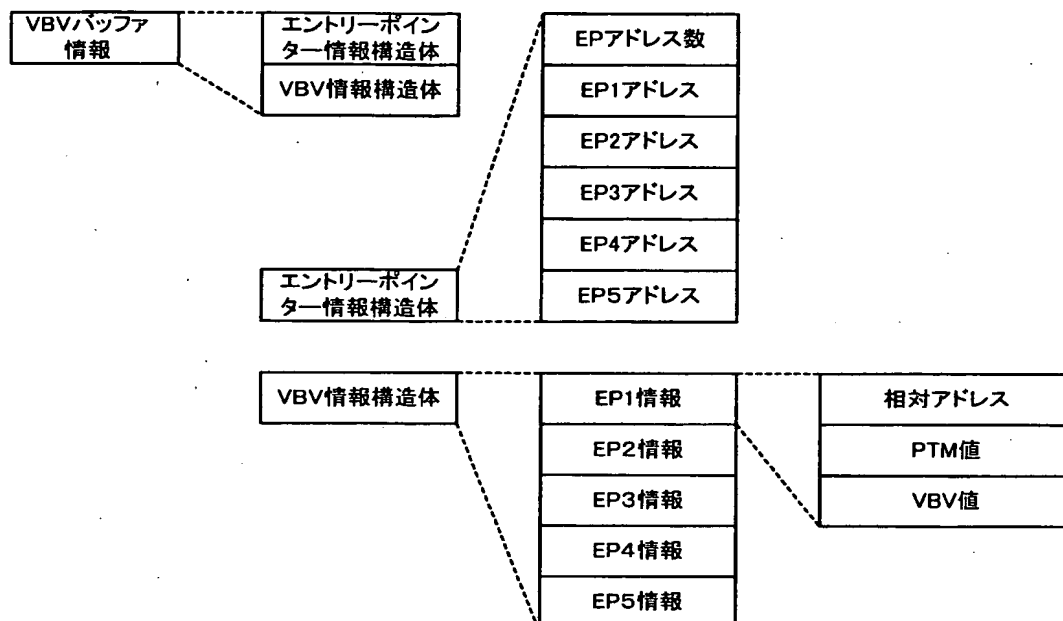 VBVバッファ
情報
エントリーポイン
ター情報構造体
VBV情報構造体
EPアドレス数
EP1アドレス
EP2アドレス
EP3アドレス
EP4アドレス
EP5アドレス
エントリーポイン
ター情報構造体
VBV情報構造体
EP1情報
EP2情報
EP3情報
EP4情報
EP5情報
相対アドレス
PTM値
VBV値